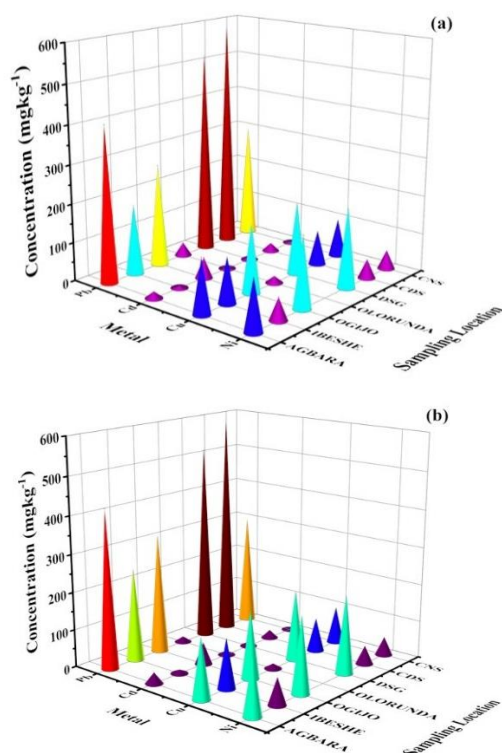 (a)
Concentration (mgkg-1)
600
500
400
300
200
100
0
Pb
Cd
Cu
Ni
Metal
AGBARA
IBESHE
OGIJO
OLORUNDA
CDS
CNS
Sampling Location
(b)
Concentration (mgkg-1)
600
500
400
300
200
100
0
Pb
Cd
Cu
Ni
Metal
AGBARA
IBESHE
OGIJO
OLORUNDA
CDS
CNS
Sampling Location